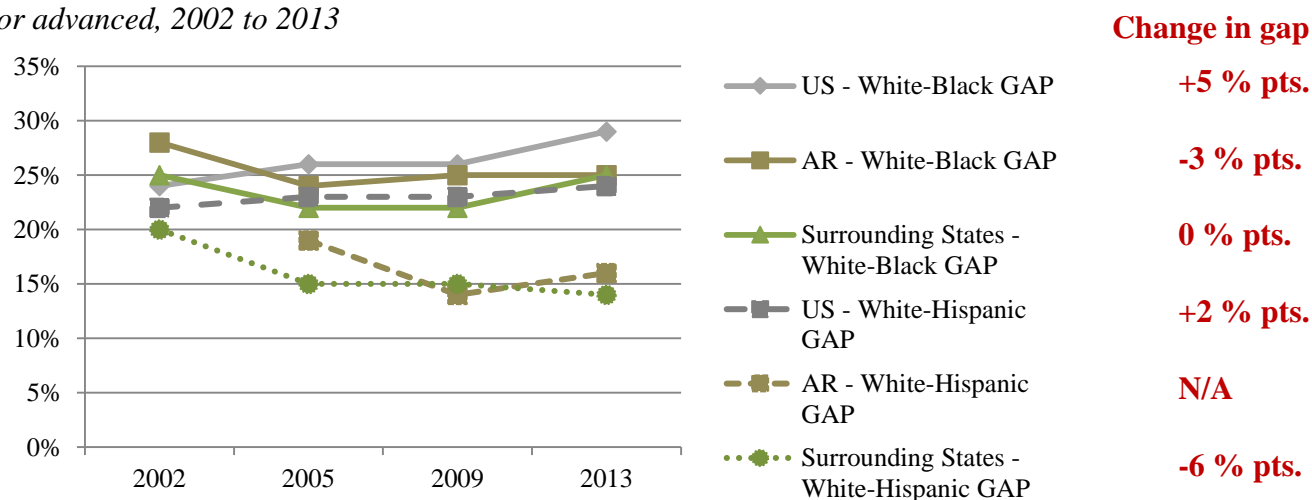 or advanced, 2002 to 2013
Change in gap
35%
30%
25%
20%
15%
10%
5%
0%
2002 2005 2009 2013
US - White-Black GAP
+5 % pts.
AR - White-Black GAP
-3 % pts.
Surrounding States -
White-Black GAP
0 % pts.
US - White-Hispanic
GAP
+2 % pts.
AR - White-Hispanic
GAP
N/A
Surrounding States -
White-Hispanic GAP
-6 % pts.